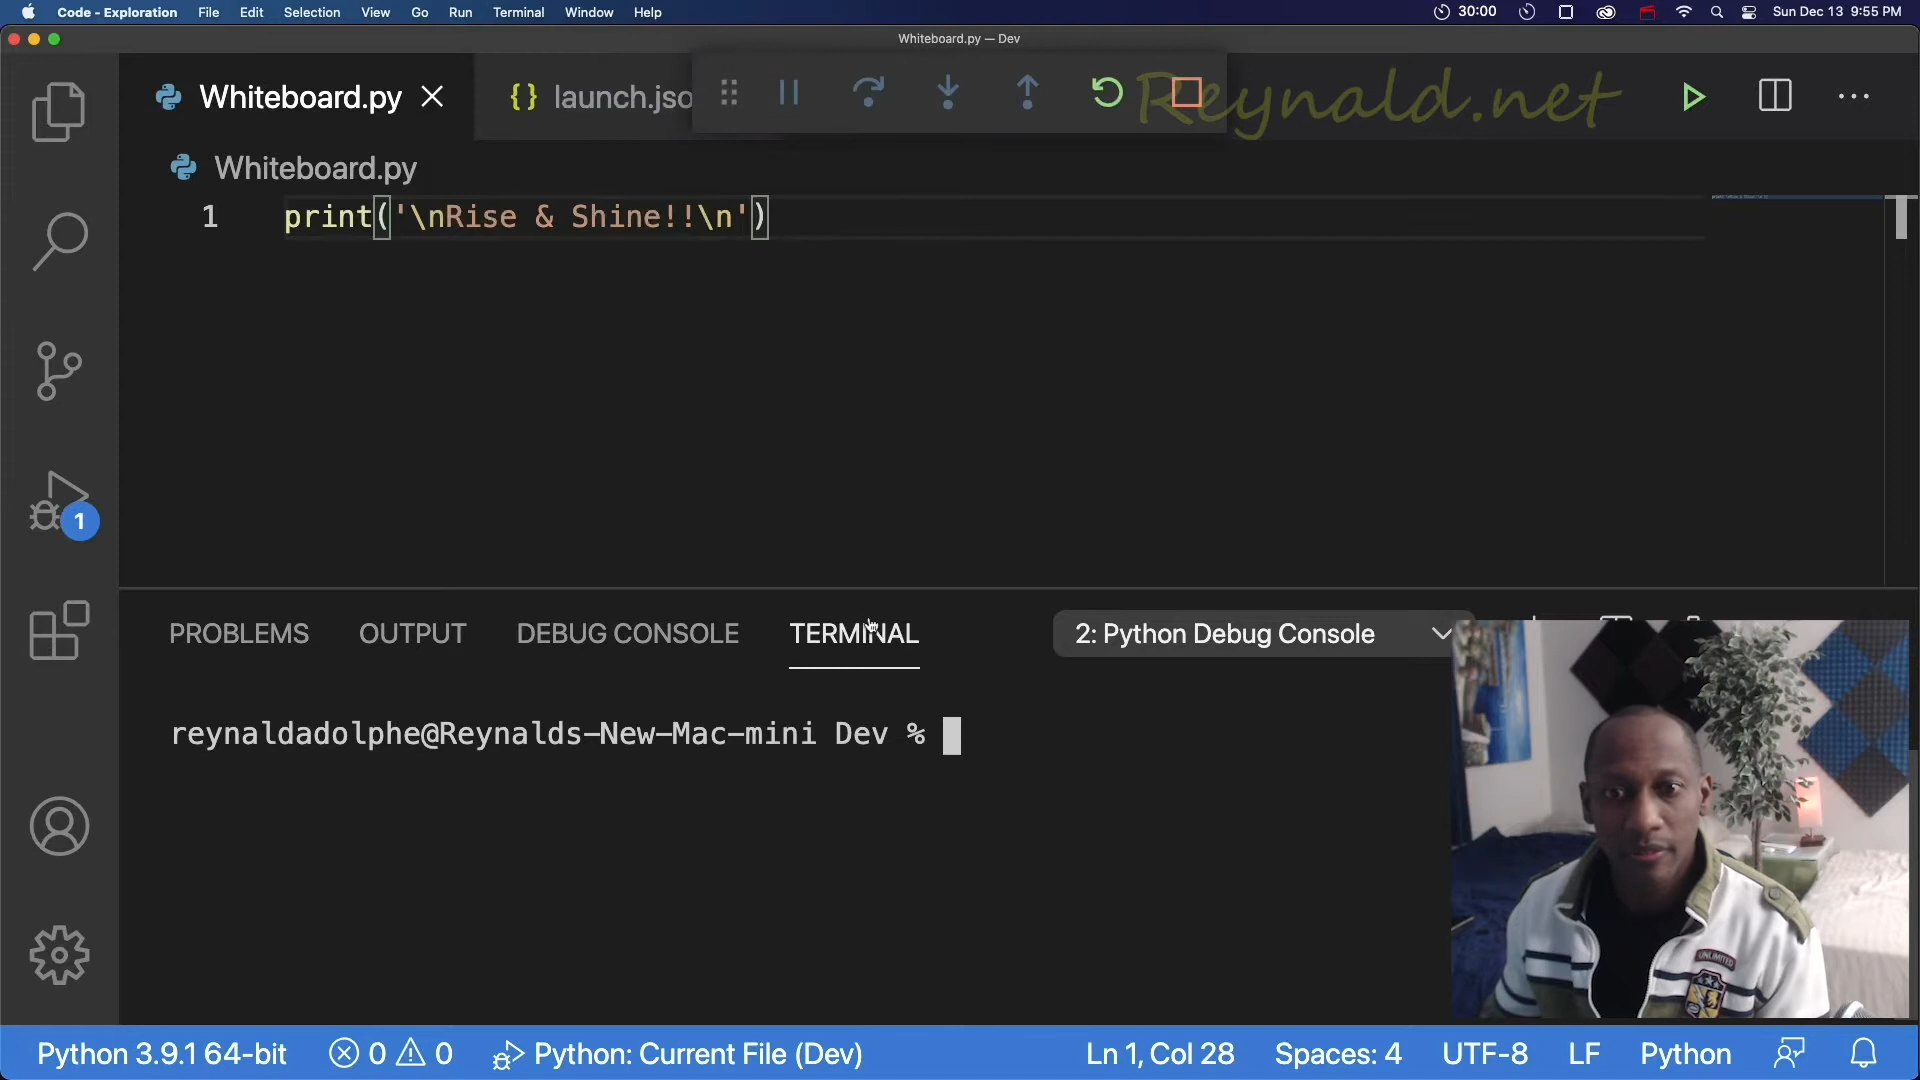 Code - Exploration File Edit Selection View Go Run Terminal Window Help 30:00 Sun Dec 13 9:55 PM
Whiteboard.py — Dev
Whiteboard.py {} launch.jso Reynald.net
Whiteboard.py
1 print('\nRise & Shine!!\n')
1
PROBLEMS OUTPUT DEBUG CONSOLE TERMINAL 2: Python Debug Console
reynaldadolphe@Reynalds-New-Mac-mini Dev %
UNLIMITED
Python 3.9.1 64-bit 0 0 Python: Current File (Dev) Ln 1, Col 28 Spaces: 4 UTF-8 LF Python